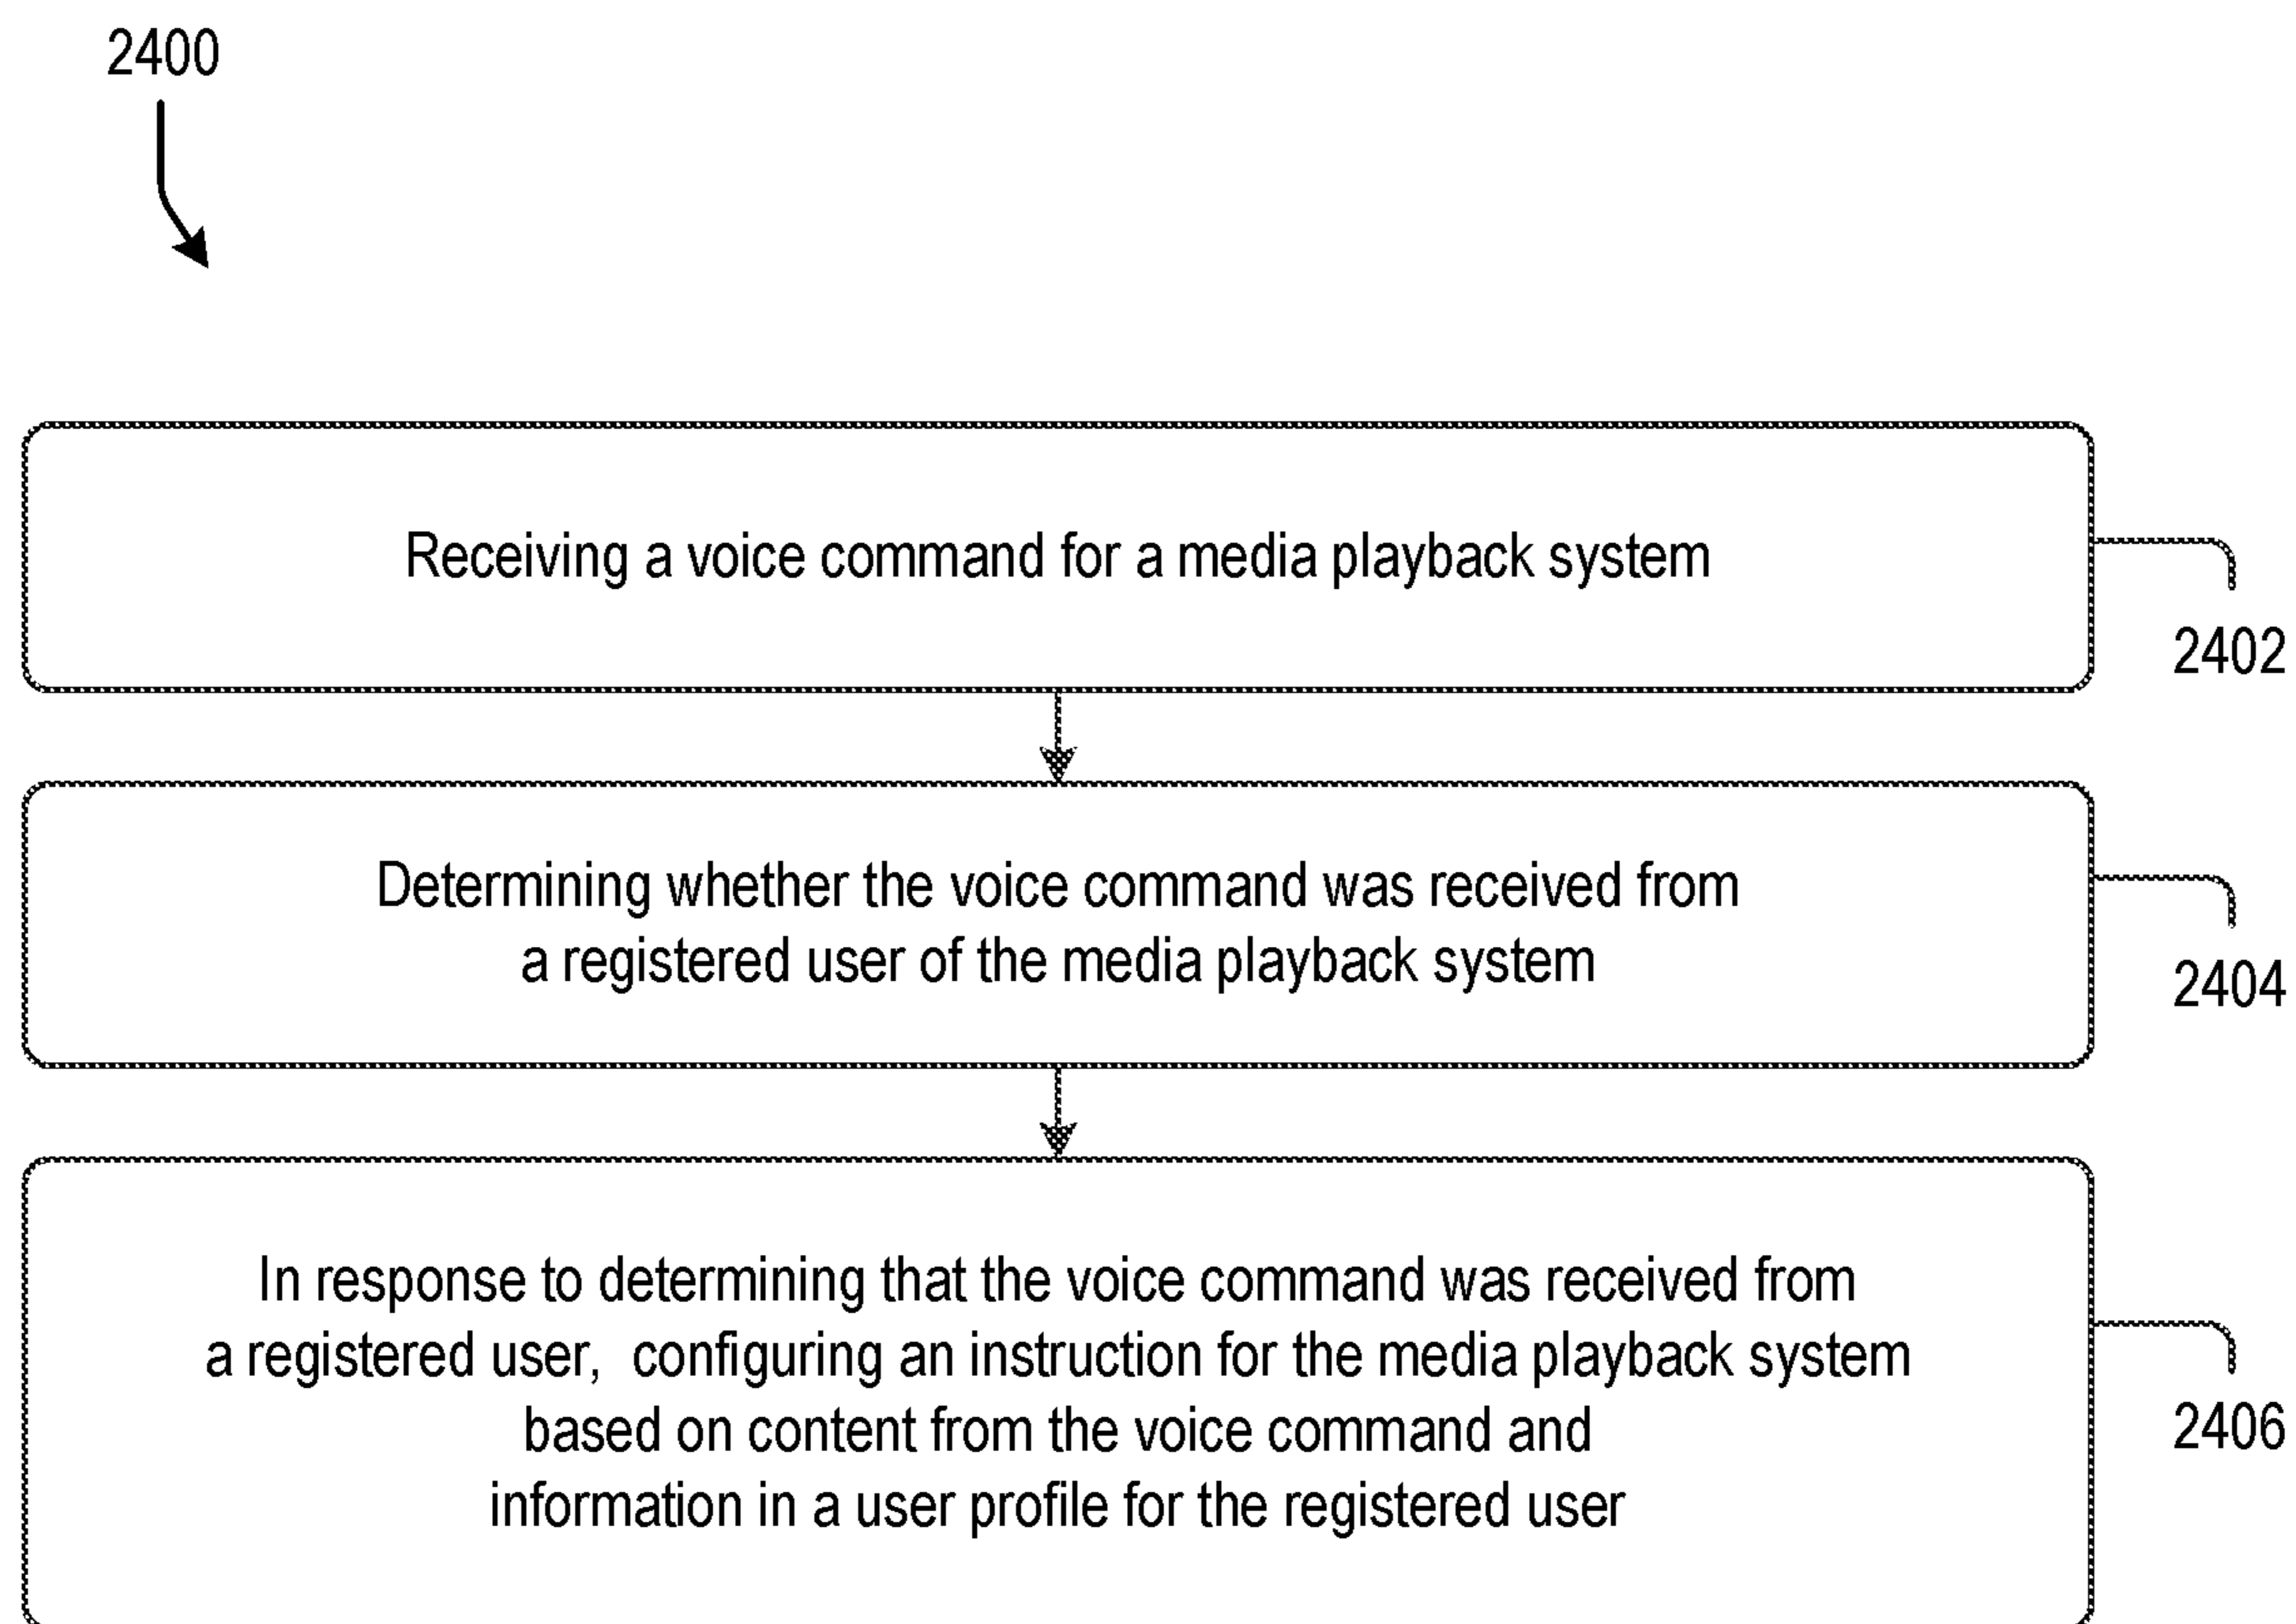 2400
Receiving a voice command for a media playback system
2402
Determining whether the voice command was received from
a registered user of the media playback system
2404
In response to determining that the voice command was received from
a registered user,  configuring an instruction for the media playback system
based on content from the voice command and
information in a user profile for the registered user
2406